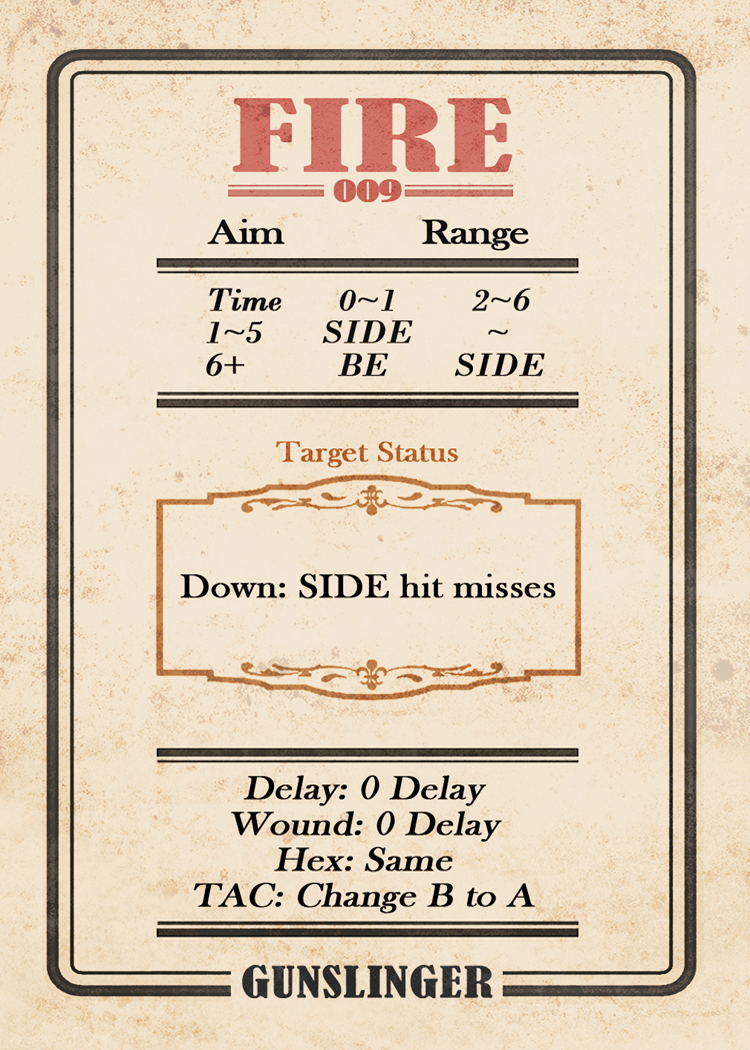 FIRE
009
Aim Range
Time 0~1 2~6
1~5 SIDE ~
6+ BE SIDE
Target Status
Down: SIDE hit misses
Delay: 0 Delay
Wound: 0 Delay
Hex: Same
TAC: Change B to A
GUNSLINGER